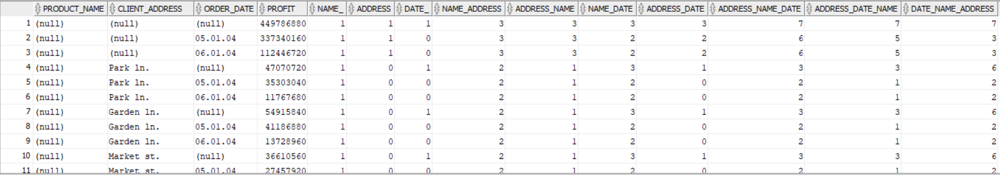 PRODUCT_NAME CLIENT_ADDRESS ORDER_DATE PROFIT NAME_ ADDRESS DATE_ NAME_ADDRESS ADDRESS_NAME NAME_DATE ADDRESS_DATE ADDRESS_NAME_DATE ADDRESS_DATE_NAME DATE_NAME_ADDRESS
1 (null) (null) (null) 449786880 1 1 1 3 3 3 3 7 7 7
2 (null) (null) 05.01.04 337340160 1 1 0 3 3 2 2 6 5 3
3 (null) (null) 06.01.04 112446720 1 1 0 3 3 2 2 6 5 3
4 (null) Park ln. (null) 47070720 1 0 1 2 1 3 1 3 3 6
5 (null) Park ln. 05.01.04 35303040 1 0 0 2 1 2 0 2 1 2
6 (null) Park ln. 06.01.04 11767680 1 0 0 2 1 2 0 2 1 2
7 (null) Garden ln. (null) 54915840 1 0 1 2 1 3 1 3 3 6
8 (null) Garden ln. 05.01.04 41186880 1 0 0 2 1 2 0 2 1 2
9 (null) Garden ln. 06.01.04 13728960 1 0 0 2 1 2 0 2 1 2
10 (null) Market st. (null) 36610560 1 0 1 2 1 3 1 3 3 6
11 (null) Market st. 05.01.04 27457920 1 0 0 2 1 2 0 2 1 2